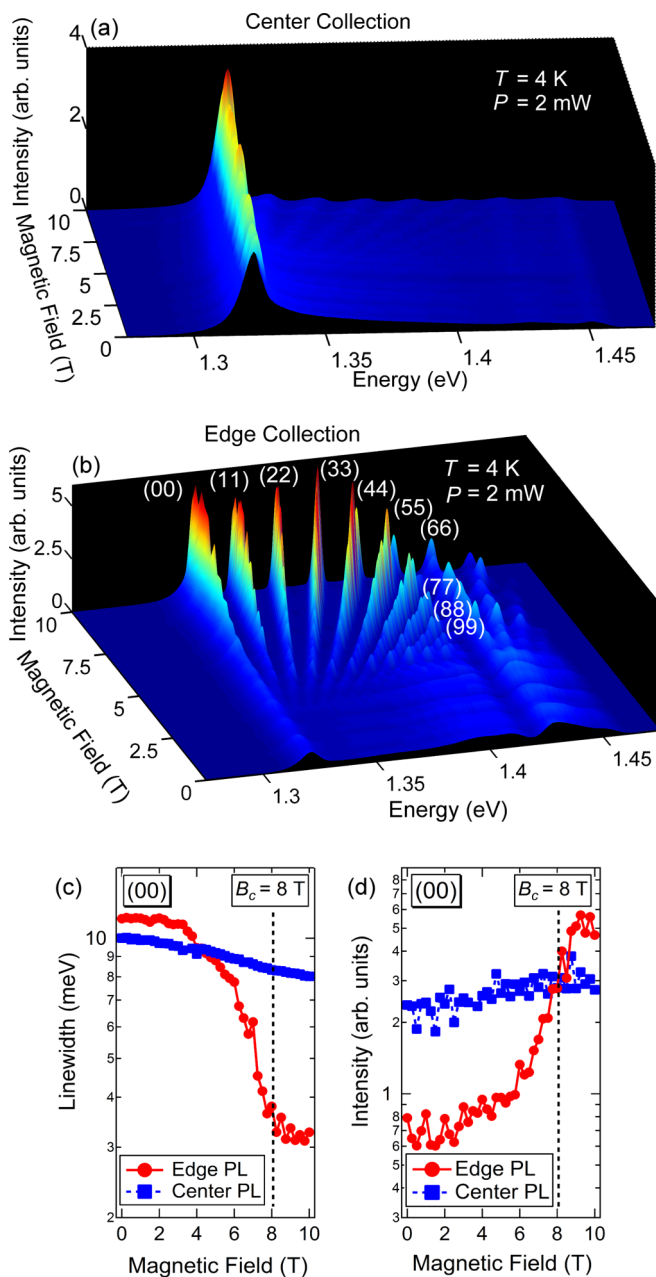 (a)
Center Collection
Intensity (arb. units)
4
2
0
T = 4 K
P = 2 mW
Magnetic Field (T)
10
7.5
5
2.5
0
1.3
1.35
1.4
1.45
Energy (eV)
(b)
Edge Collection
Intensity (arb. units)
5
2.5
0
(00)
(11)
(22)
(33)
(44)
(55)
(66)
(77)
(88)
(99)
T = 4 K
P = 2 mW
Magnetic Field (T)
10
7.5
5
2.5
0
1.3
1.35
1.4
1.45
Energy (eV)
(c)
(00)
Bc = 8 T
Linewidth (meV)
10
9
8
7
6
5
4
3
2
Edge PL
Center PL
0 2 4 6 8 10
Magnetic Field (T)
(d)
(00)
Bc = 8 T
Intensity (arb. units)
8
6
5
4
3
2
1
8
6
5
4
3
Edge PL
Center PL
0 2 4 6 8 10
Magnetic Field (T)